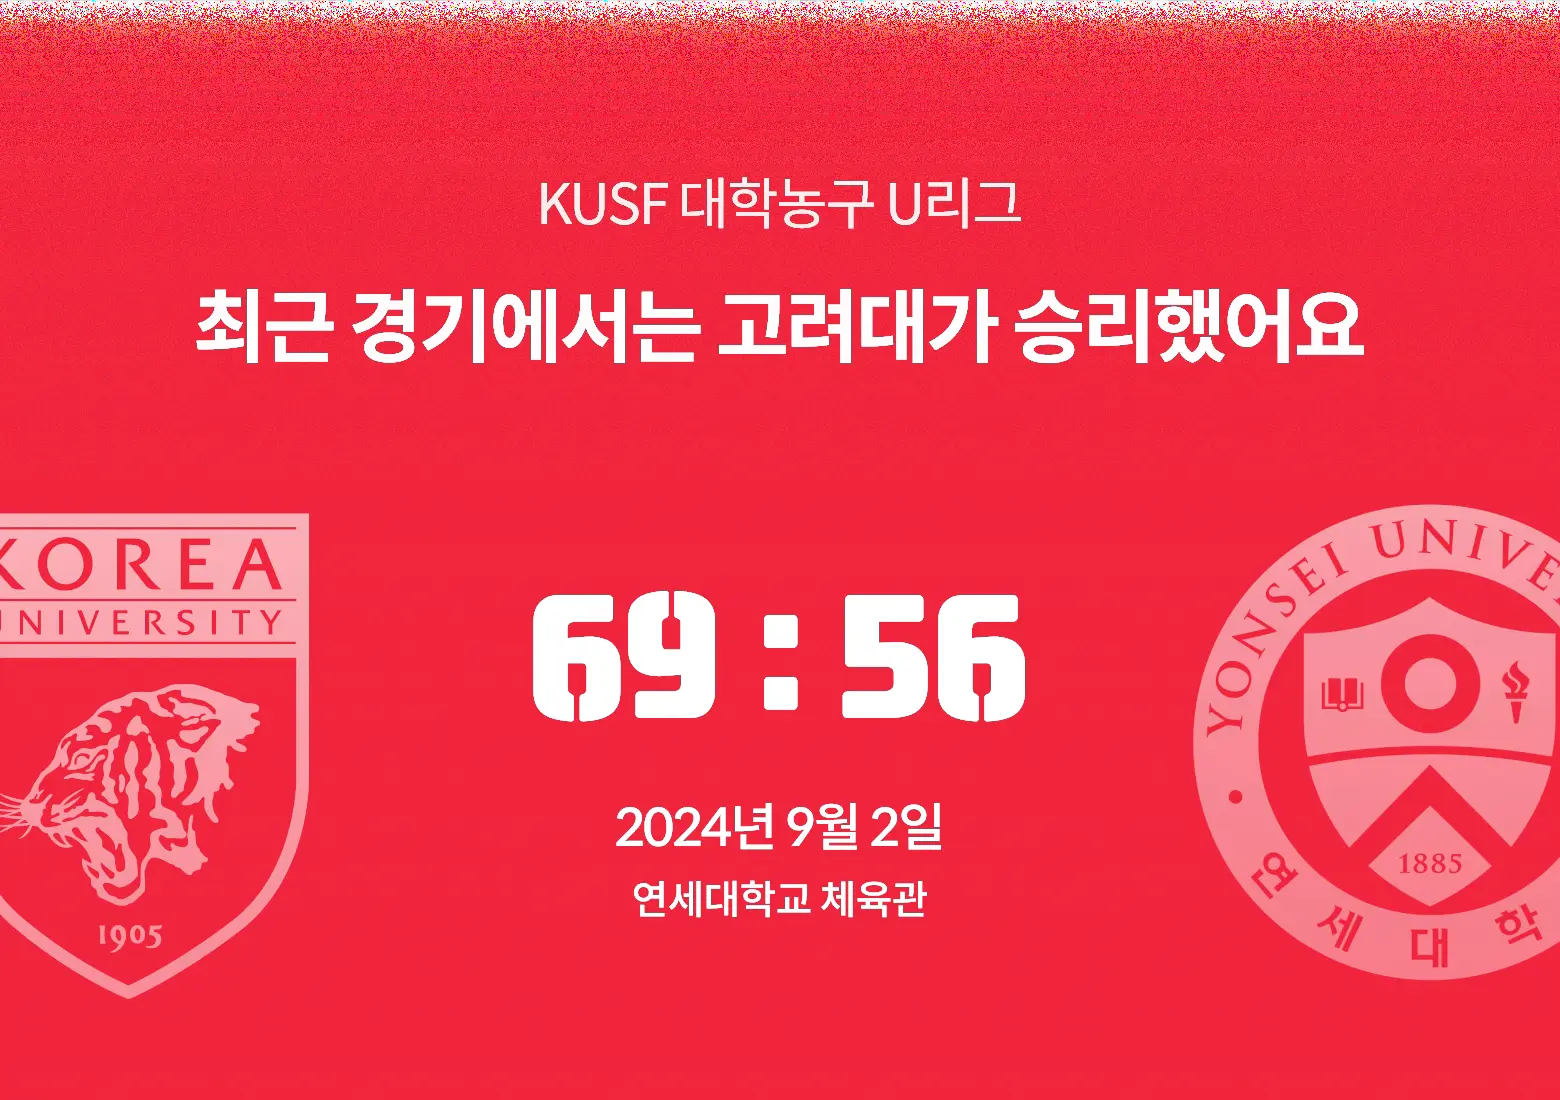 KUSF 대학농구 U리그
최근 경기에서는 고려대가 승리했어요
KOREA
UNIVERSITY
1905
69 : 56
2024년 9월 2일
연세대학교 체육관
YONSEI UNIVE
1885
연세대학